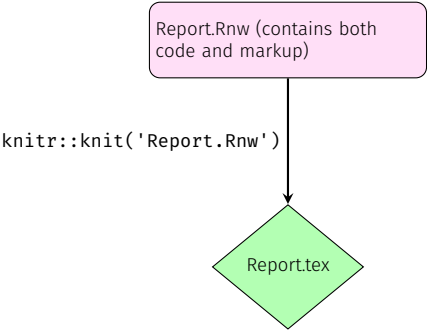 Report.Rnw (contains both
code and markup)
knitr::knit('Report.Rnw')
Report.tex